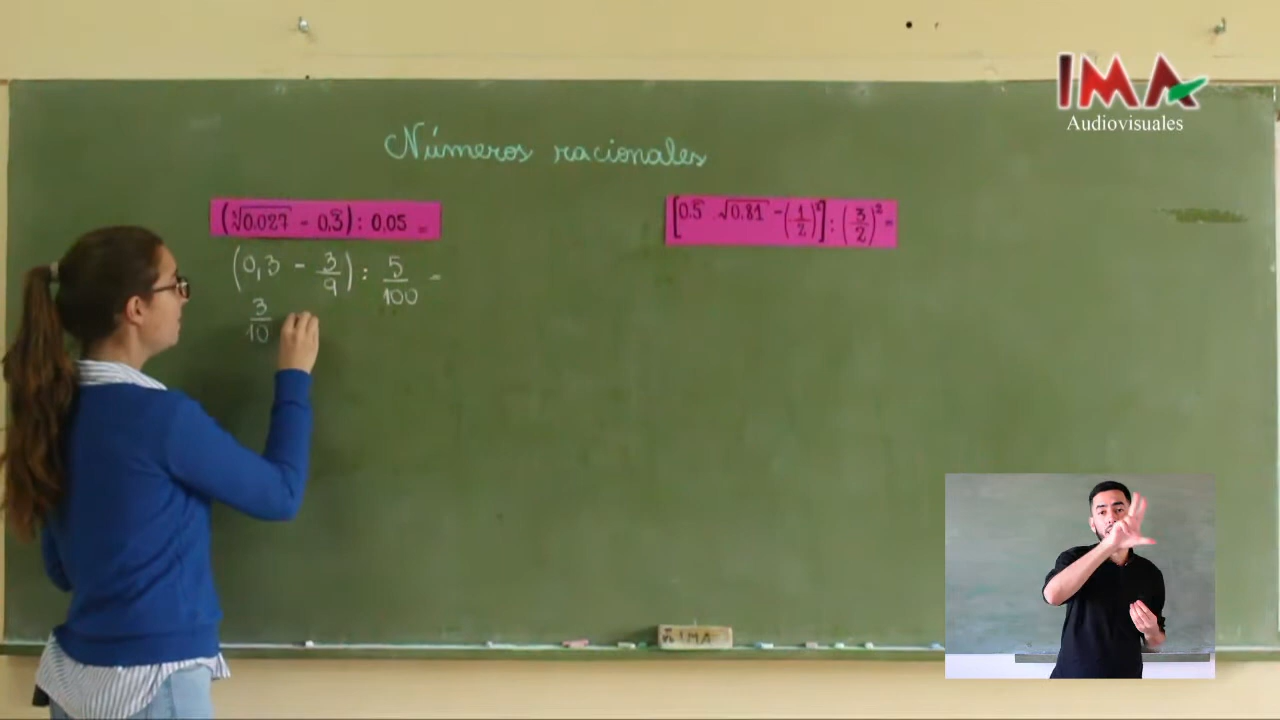 IMA
Audiovisuales
Números racionales
(∛0.027 - 0,3̄) : 0,05 =
[0.5̄ . √0,81 - (1/2)²] : (3/2)² =
(0,3 - 3/9) : 5/100 =
3/10
IMA